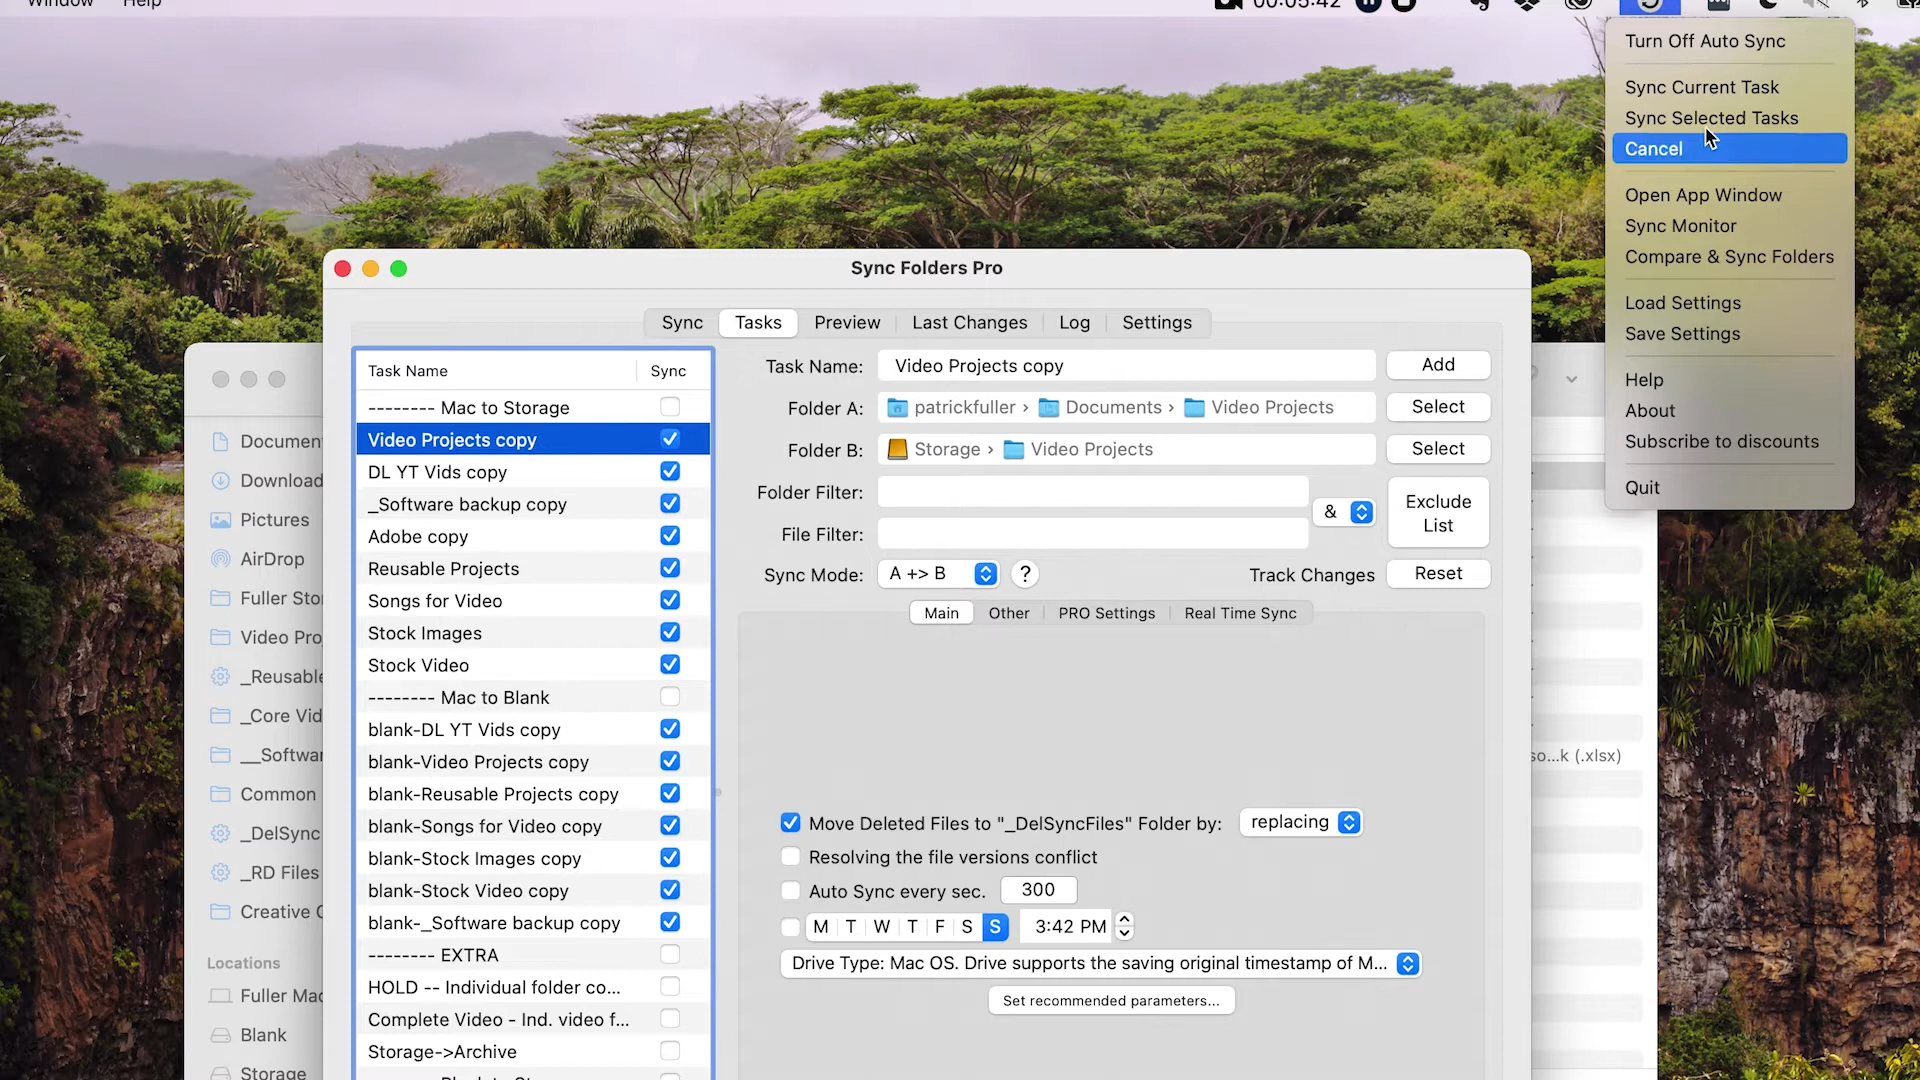 Window Help
00:05:42
Turn Off Auto Sync
Sync Current Task
Sync Selected Tasks
Cancel
Open App Window
Sync Monitor
Compare & Sync Folders
Load Settings
Save Settings
Help
About
Subscribe to discounts
Quit
Sync Folders Pro
Sync Tasks Preview Last Changes Log Settings
Task Name Sync
-------- Mac to Storage
Video Projects copy
DL YT Vids copy
_Software backup copy
Adobe copy
Reusable Projects
Songs for Video
Stock Images
Stock Video
-------- Mac to Blank
blank-DL YT Vids copy
blank-Video Projects copy
blank-Reusable Projects copy
blank-Songs for Video copy
blank-Stock Images copy
blank-Stock Video copy
blank-_Software backup copy
-------- EXTRA
HOLD -- Individual folder co...
Complete Video - Ind. video f...
Storage->Archive
Task Name: Video Projects copy Add
Folder A: patrickfuller › Documents › Video Projects Select
Folder B: Storage › Video Projects Select
Folder Filter:
&
Exclude List
File Filter:
Sync Mode: A +> B ? Track Changes Reset
Main Other PRO Settings Real Time Sync
Move Deleted Files to "_DelSyncFiles" Folder by: replacing
Resolving the file versions conflict
Auto Sync every sec. 300
M T W T F S S 3:42 PM
Drive Type: Mac OS. Drive supports the saving original timestamp of M...
Set recommended parameters...
Documen
Download
Pictures
AirDrop
Fuller Sto
Video Pro
_Reusable
_Core Vid
__Softwar
Common
_DelSync
_RD Files
Creative C
Locations
Fuller Mac
Blank
Storage
so...k (.xlsx)